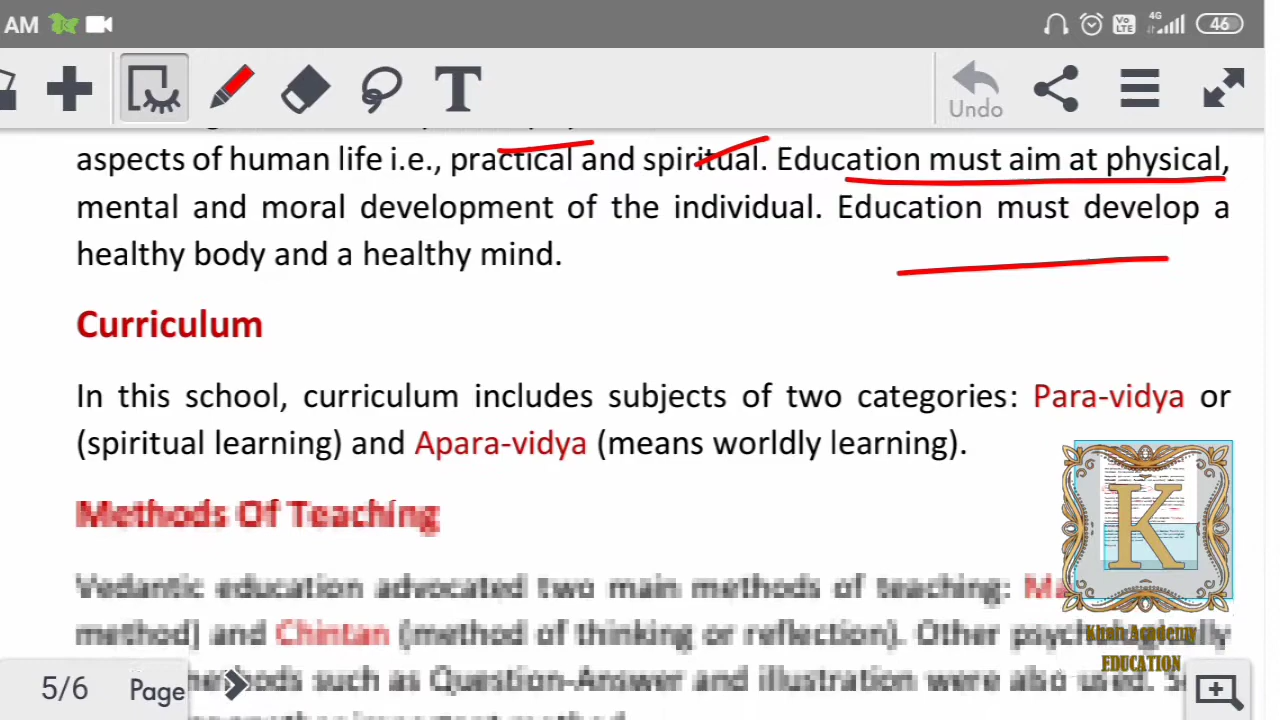 AM
VoLTE
4G
46
T
Undo
aspects of human life i.e., practical and spiritual. Education must aim at physical,
mental and moral development of the individual. Education must develop a
healthy body and a healthy mind.
Curriculum
In this school, curriculum includes subjects of two categories: Para-vidya or
(spiritual learning) and Apara-vidya (means worldly learning).
Methods Of Teaching
Vedantic education advocated two main methods of teaching:
method) and Chintan (method of thinking or reflection). Other
such as Question-Answer and illustration were also used.
K
Khan Academy
EDUCATION
5/6 Page